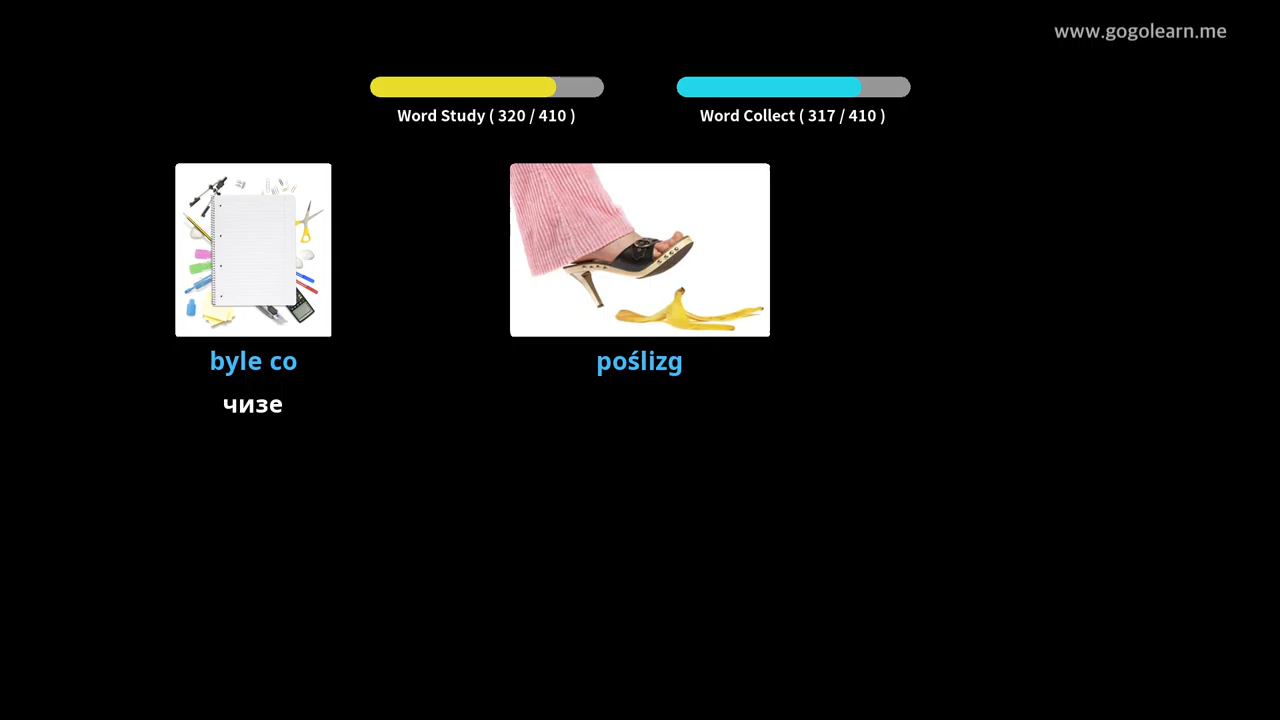 www.gogolearn.me
Word Study ( 320 / 410 )
Word Collect ( 317 / 410 )
byle co
poślizg
чизе